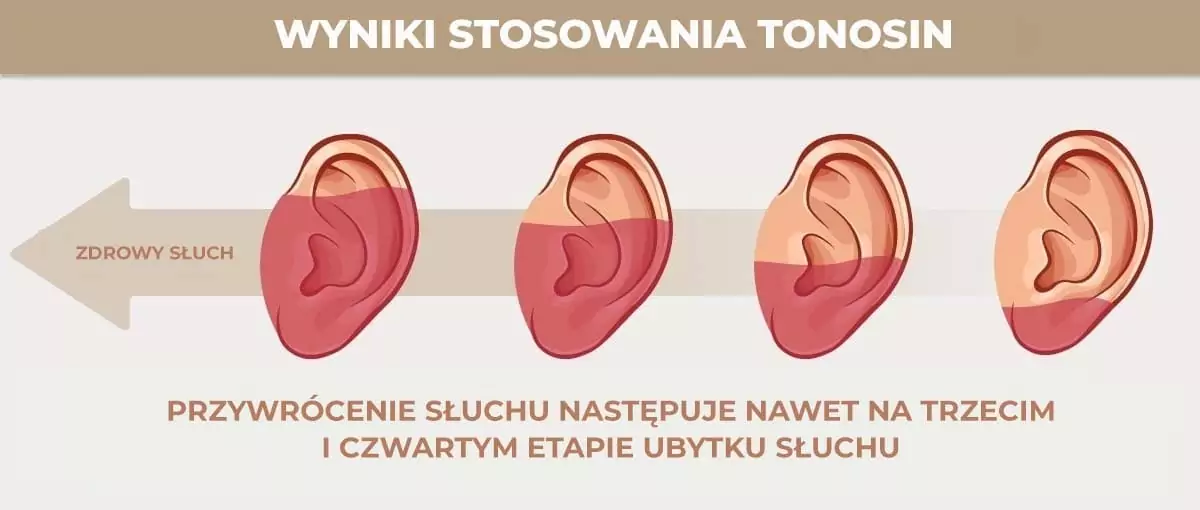 WYNIKI STOSOWANIA TONOSIN
ZDROWY SŁUCH
PRZYWRÓCENIE SŁUCHU NASTĘPUJE NAWET NA TRZECIM
I CZWARTYM ETAPIE UBYTKU SŁUCHU